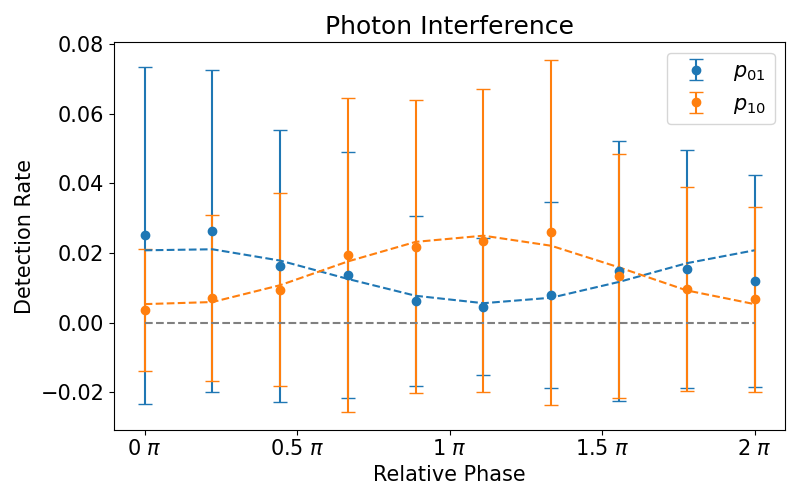 Photon Interference
Detection Rate
0.08
0.06
0.04
0.02
0.00
−0.02
p01
p10
0 π
0.5 π
1 π
1.5 π
2 π
Relative Phase